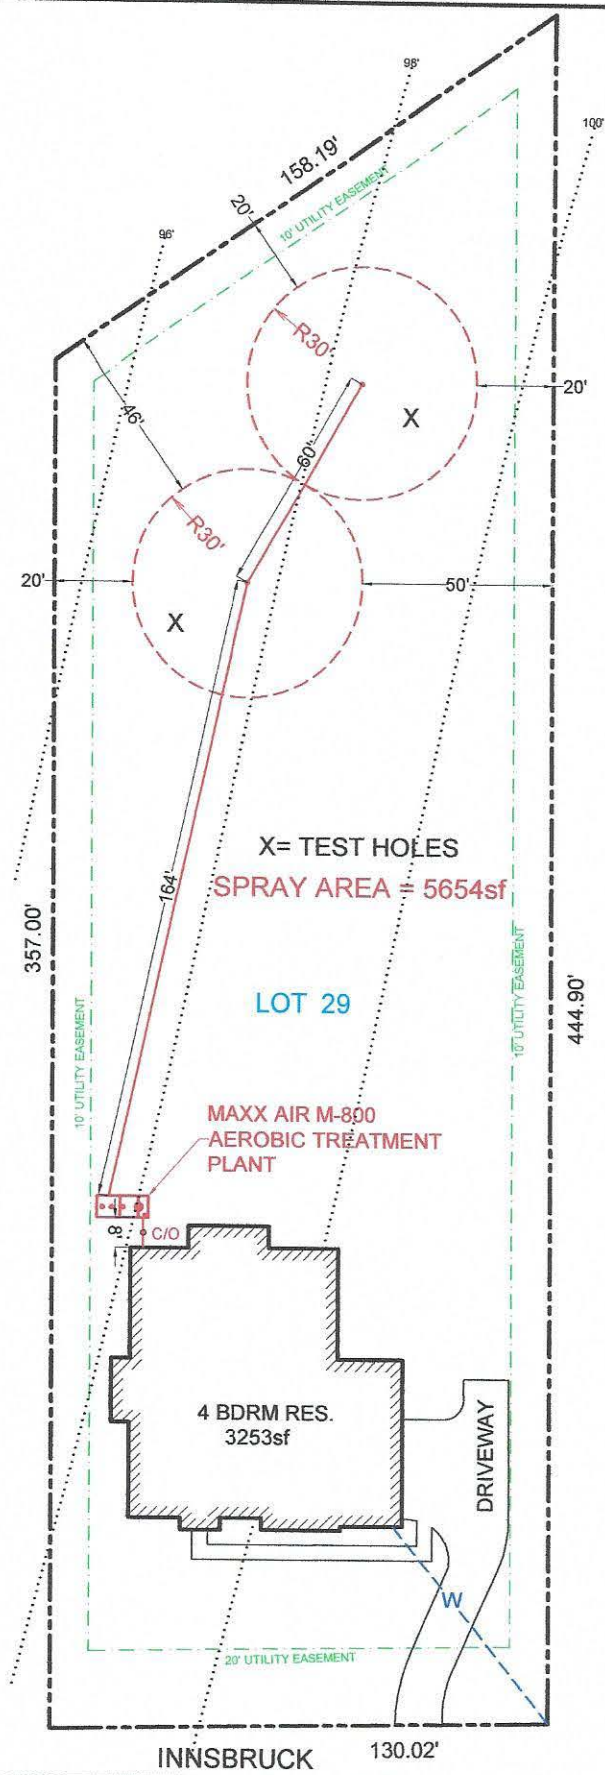 98'
100'
158.19'
20'
10' UTILITY EASEMENT
96'
R30'
20'
46'
X
60'
R30'
20'
50'
X
X= TEST HOLES
SPRAY AREA = 5654sf
164'
357.00'
LOT 29
10' UTILITY EASEMENT
444.90'
10' UTILITY EASEMENT
MAXX AIR M-800
AEROBIC TREATMENT
PLANT
8'
C/O
4 BDRM RES.
3253sf
DRIVEWAY
W
20' UTILITY EASEMENT
INNSBRUCK
130.02'